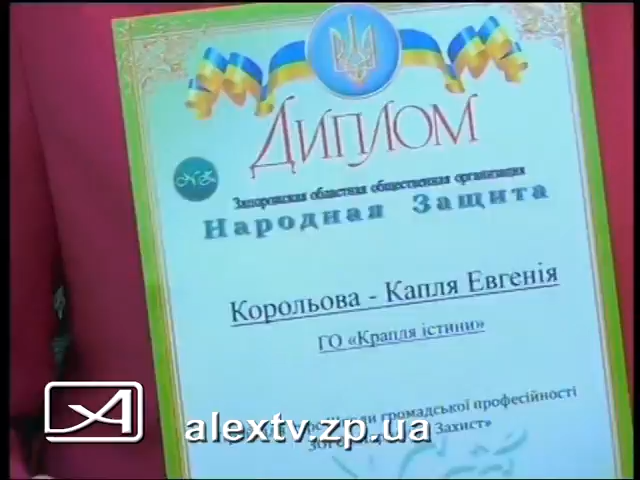 Диплом
Запорожская областная общественная организация
Народная Защита
Корольова - Капля Евгенія
ГО «Крапля істини»
громадської професійності
Захист»
alextv.zp.ua